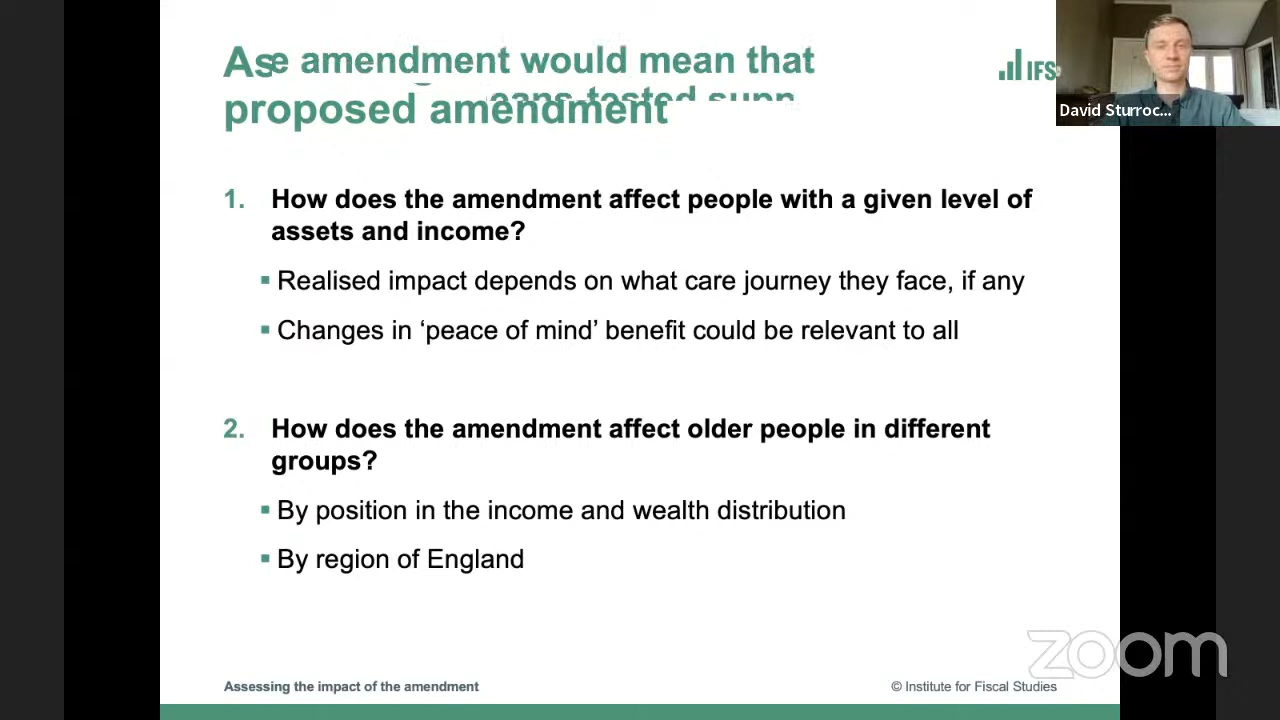 As e amendment would mean that
proposed amendment
IFS
David Sturroc...
1. How does the amendment affect people with a given level of
assets and income?
▪ Realised impact depends on what care journey they face, if any
▪ Changes in ‘peace of mind’ benefit could be relevant to all
2. How does the amendment affect older people in different
groups?
▪ By position in the income and wealth distribution
▪ By region of England
zoom
Assessing the impact of the amendment
© Institute for Fiscal Studies